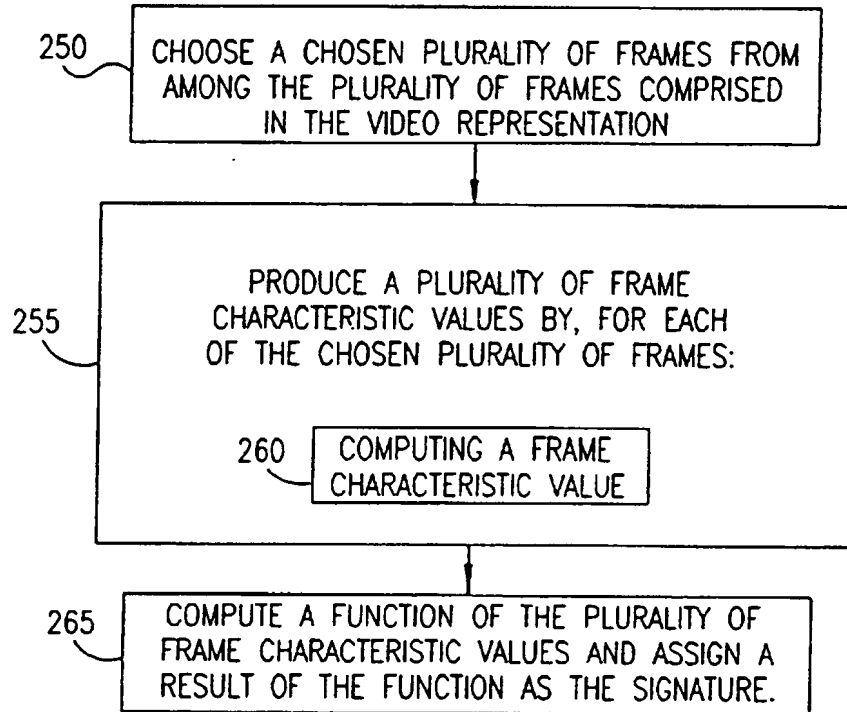 250
CHOOSE A CHOSEN PLURALITY OF FRAMES FROM
AMONG THE PLURALITY OF FRAMES COMPRISED
IN THE VIDEO REPRESENTATION
255
PRODUCE A PLURALITY OF FRAME
CHARACTERISTIC VALUES BY, FOR EACH
OF THE CHOSEN PLURALITY OF FRAMES:
260
COMPUTING A FRAME
CHARACTERISTIC VALUE
265
COMPUTE A FUNCTION OF THE PLURALITY OF
FRAME CHARACTERISTIC VALUES AND ASSIGN A
RESULT OF THE FUNCTION AS THE SIGNATURE.